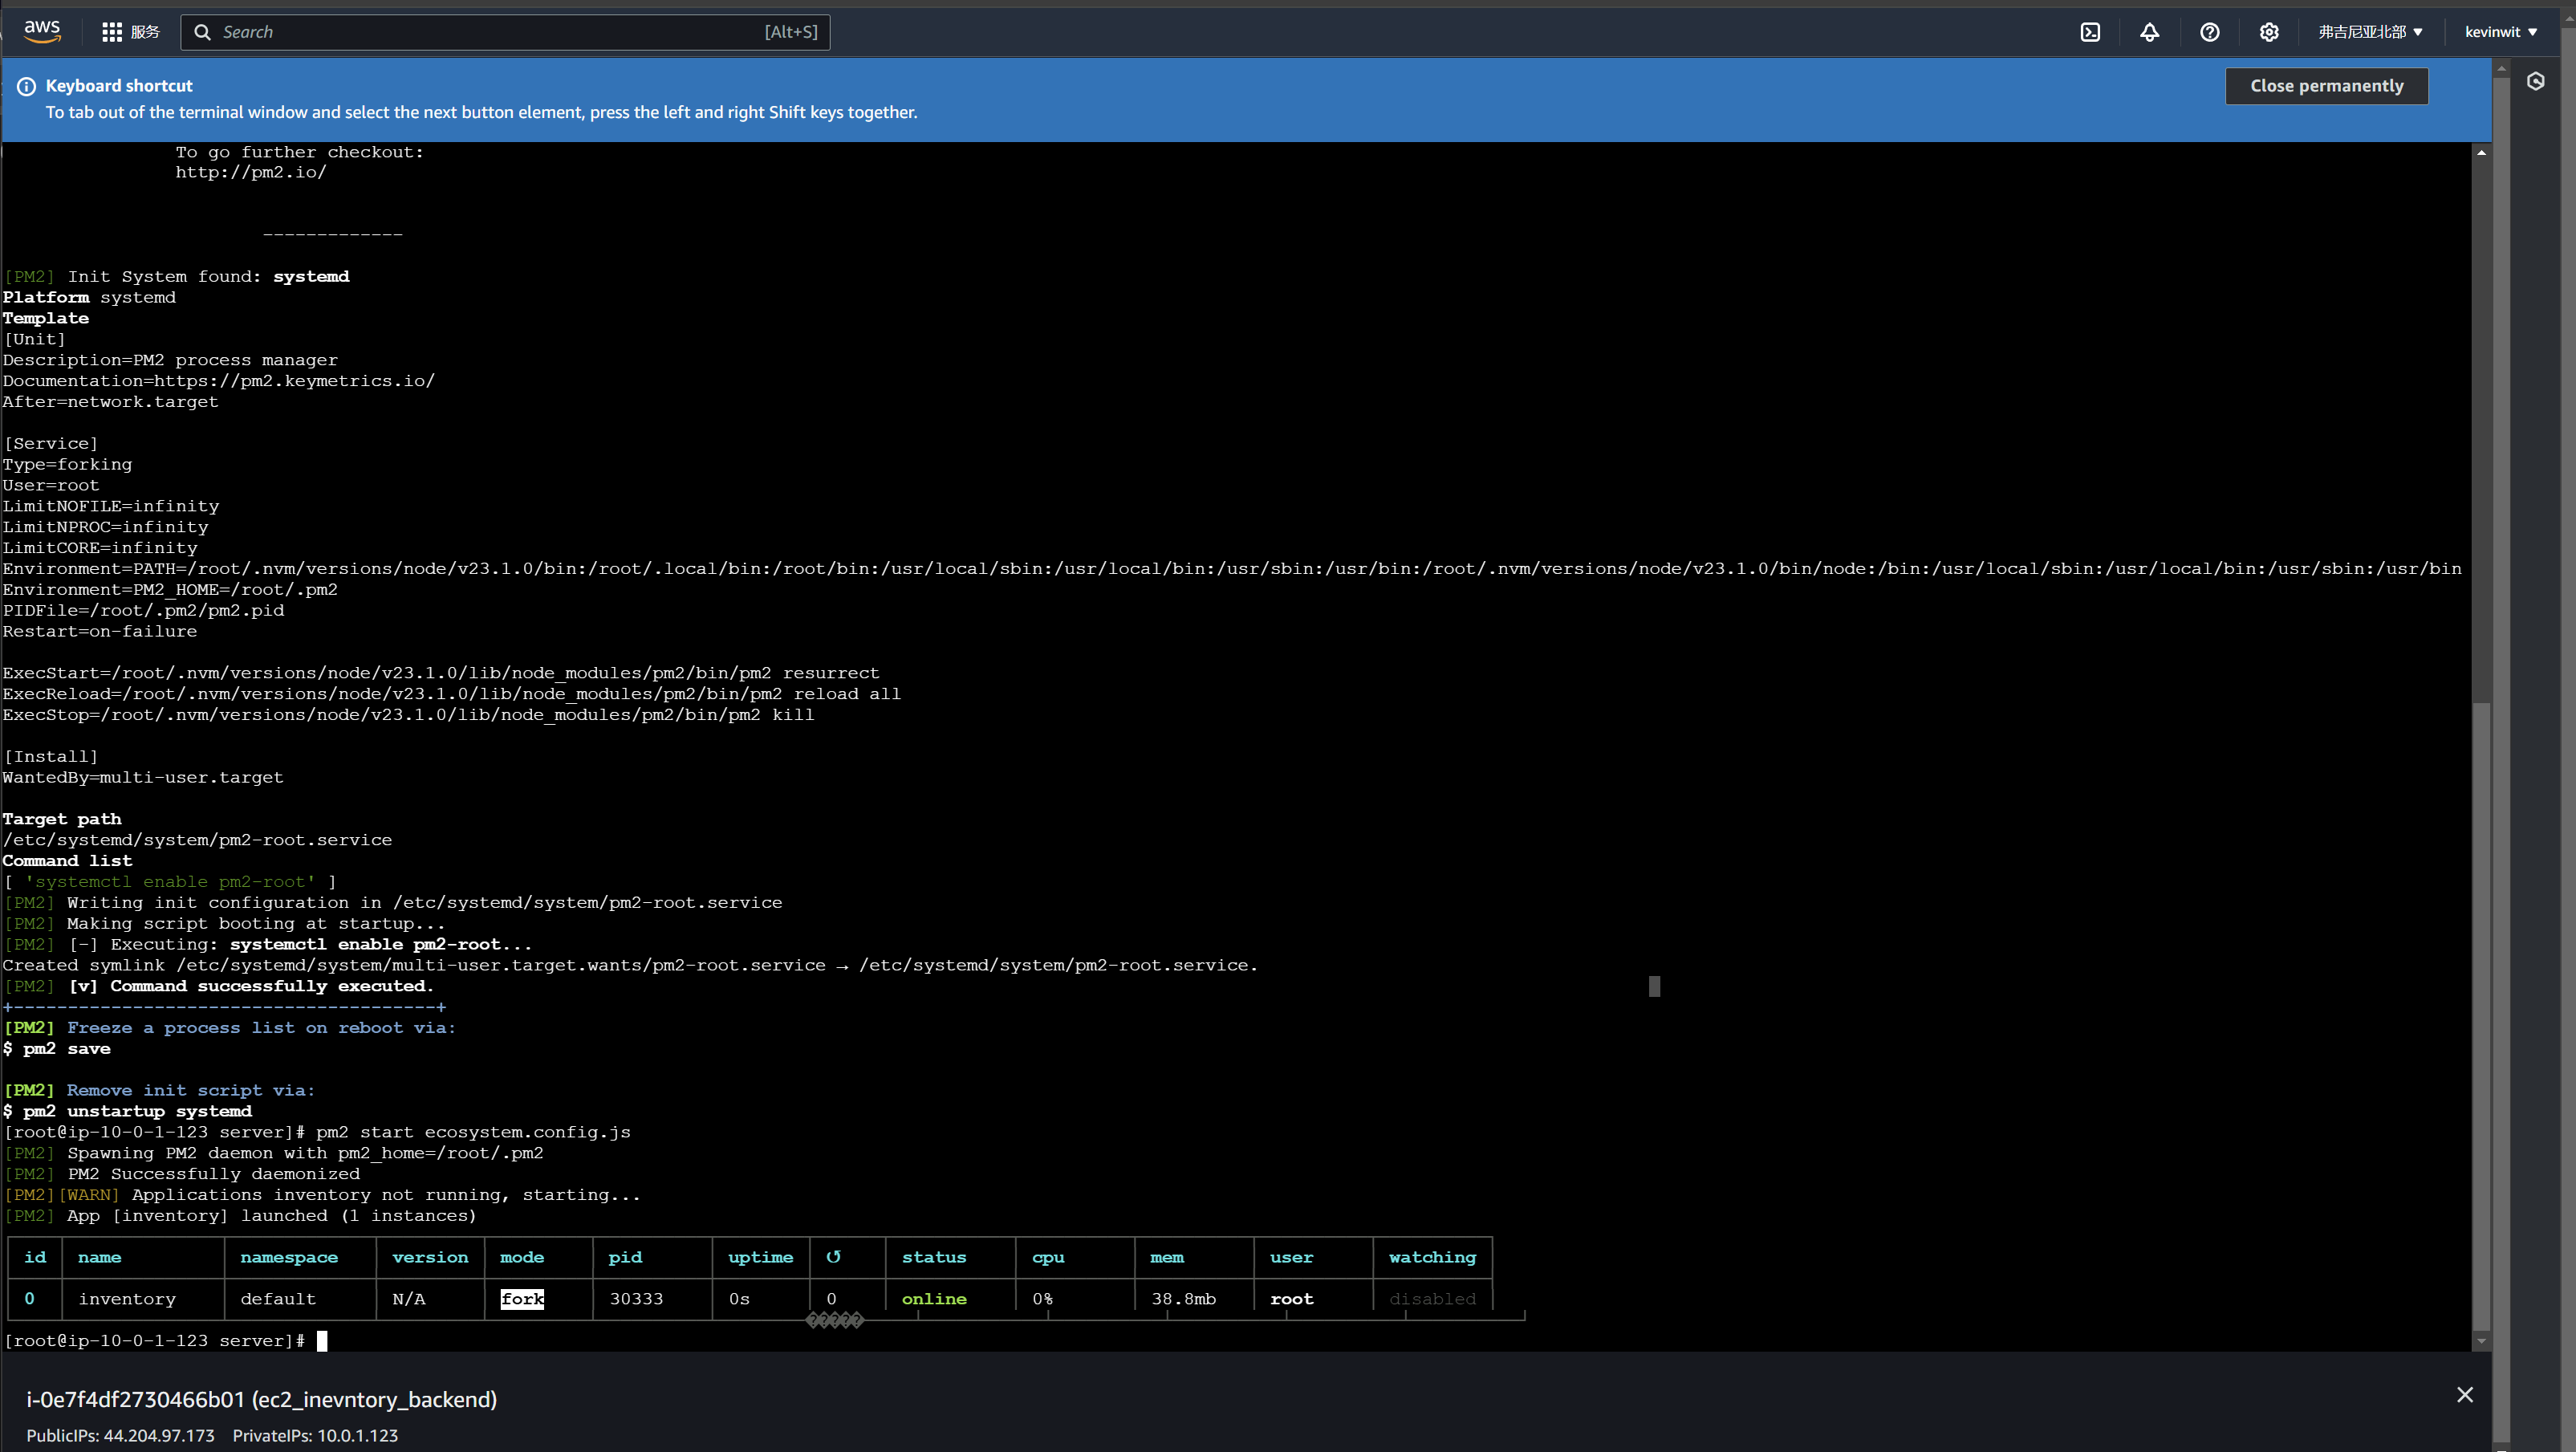 aws 服务 Search [Alt+S] 弗吉尼亚北部 kevinwit
Keyboard shortcut Close permanently
To tab out of the terminal window and select the next button element, press the left and right Shift keys together.
To go further checkout:
http://pm2.io/
-------------
[PM2] Init System found: systemd
Platform systemd
Template
[Unit]
Description=PM2 process manager
Documentation=https://pm2.keymetrics.io/
After=network.target
[Service]
Type=forking
User=root
LimitNOFILE=infinity
LimitNPROC=infinity
LimitCORE=infinity
Environment=PATH=/root/.nvm/versions/node/v23.1.0/bin:/root/.local/bin:/root/bin:/usr/local/sbin:/usr/local/bin:/usr/sbin:/usr/bin:/root/.nvm/versions/node/v23.1.0/bin/node:/bin:/usr/local/sbin:/usr/local/bin:/usr/sbin:/usr/bin
Environment=PM2_HOME=/root/.pm2
PIDFile=/root/.pm2/pm2.pid
Restart=on-failure
ExecStart=/root/.nvm/versions/node/v23.1.0/lib/node_modules/pm2/bin/pm2 resurrect
ExecReload=/root/.nvm/versions/node/v23.1.0/lib/node_modules/pm2/bin/pm2 reload all
ExecStop=/root/.nvm/versions/node/v23.1.0/lib/node_modules/pm2/bin/pm2 kill
[Install]
WantedBy=multi-user.target
Target path
/etc/systemd/system/pm2-root.service
Command list
[ 'systemctl enable pm2-root' ]
[PM2] Writing init configuration in /etc/systemd/system/pm2-root.service
[PM2] Making script booting at startup...
[PM2] [-] Executing: systemctl enable pm2-root...
Created symlink /etc/systemd/system/multi-user.target.wants/pm2-root.service → /etc/systemd/system/pm2-root.service.
[PM2] [v] Command successfully executed.
+---------------------------------------+
[PM2] Freeze a process list on reboot via:
$ pm2 save
[PM2] Remove init script via:
$ pm2 unstartup systemd
[root@ip-10-0-1-123 server]# pm2 start ecosystem.config.js
[PM2] Spawning PM2 daemon with pm2_home=/root/.pm2
[PM2] PM2 Successfully daemonized
[PM2][WARN] Applications inventory not running, starting...
[PM2] App [inventory] launched (1 instances)
id name namespace version mode pid uptime ↺ status cpu mem user watching
0 inventory default N/A fork 30333 0s 0 online 0% 38.8mb root disabled
�����
[root@ip-10-0-1-123 server]#
i-0e7f4df2730466b01 (ec2_inevntory_backend)
PublicIPs: 44.204.97.173 PrivateIPs: 10.0.1.123